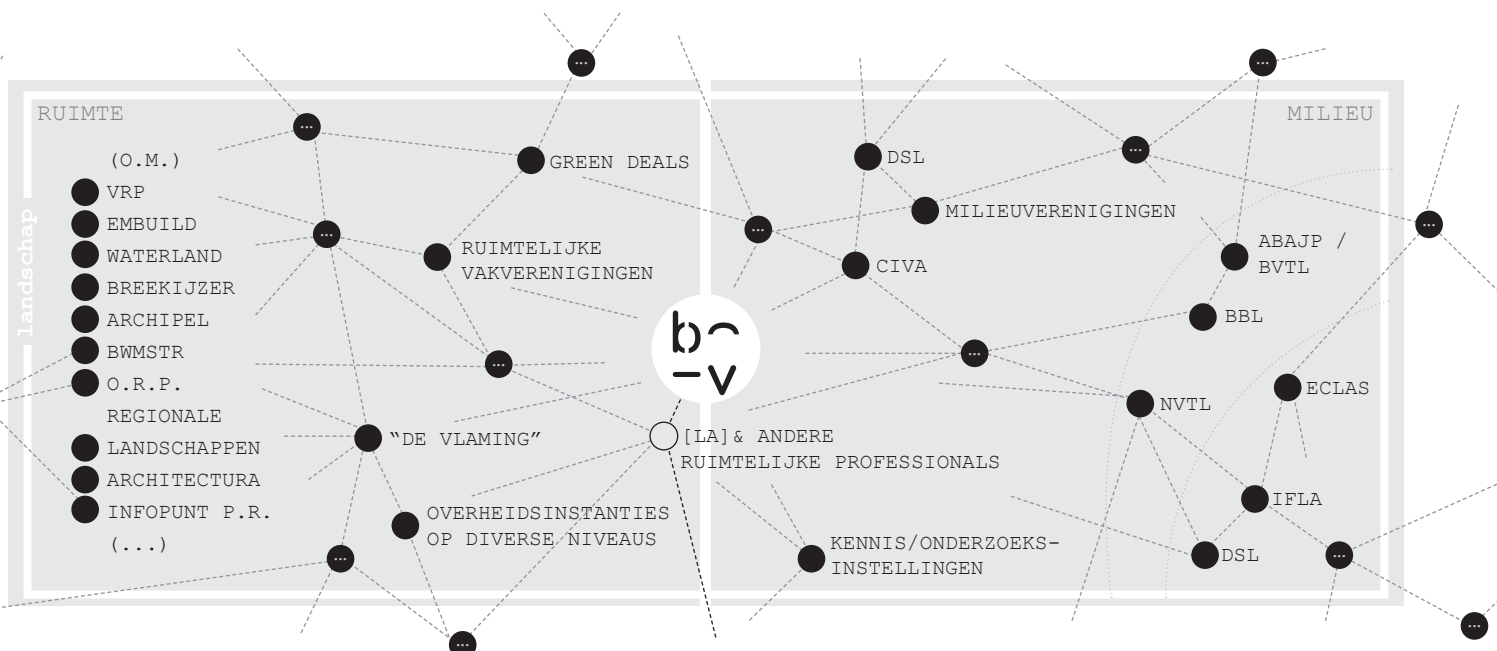 RUIMTE
MILIEU
landschap
(O.M.)
VRP
EMBUILD
WATERLAND
BREEKIJZER
ARCHIPEL
BWMSTR
O.R.P.
REGIONALE
LANDSCHAPPEN
ARCHITECTURA
INFOPUNT P.R.
(...)
GREEN DEALS
RUIMTELIJKE
VAKVERENIGINGEN
“DE VLAMING”
OVERHEIDSINSTANTIES
OP DIVERSE NIVEAUS
b
–v
[LA]& ANDERE
RUIMTELIJKE PROFESSIONALS
KENNIS/ONDERZOEKS-
INSTELLINGEN
DSL
MILIEUVERENIGINGEN
CIVA
ABAJP /
BVTL
BBL
NVTL
ECLAS
IFLA
DSL
...
...
...
...
...
...
...
...
...
...
...
...
...